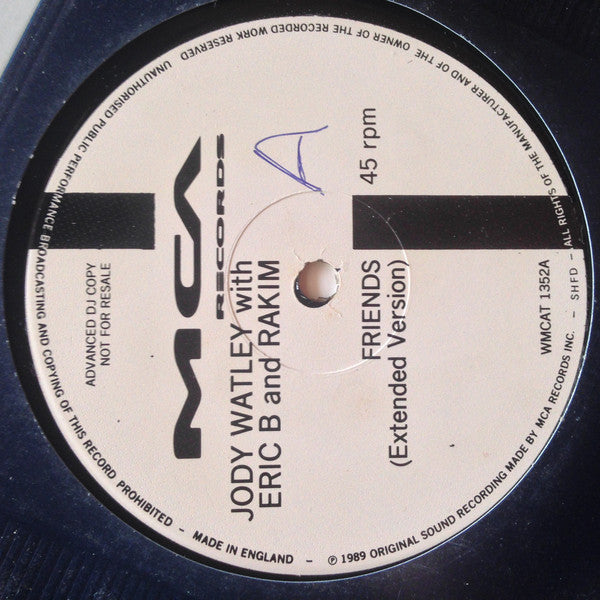 MCA
RECORDS
A
ADVANCED DJ COPY
NOT FOR RESALE
45 rpm
JODY WATLEY with
ERIC B and RAKIM
FRIENDS
(Extended Version)
WMCAT 1352A
℗ 1989 ORIGINAL SOUND RECORDING MADE BY MCA RECORDS INC. – SHFD – ALL RIGHTS OF THE MANUFACTURER AND OF THE OWNER OF THE RECORDED WORK RESERVED UNAUTHORISED PUBLIC PERFORMANCE, BROADCASTING AND COPYING OF THIS RECORD PROHIBITED – MADE IN ENGLAND –